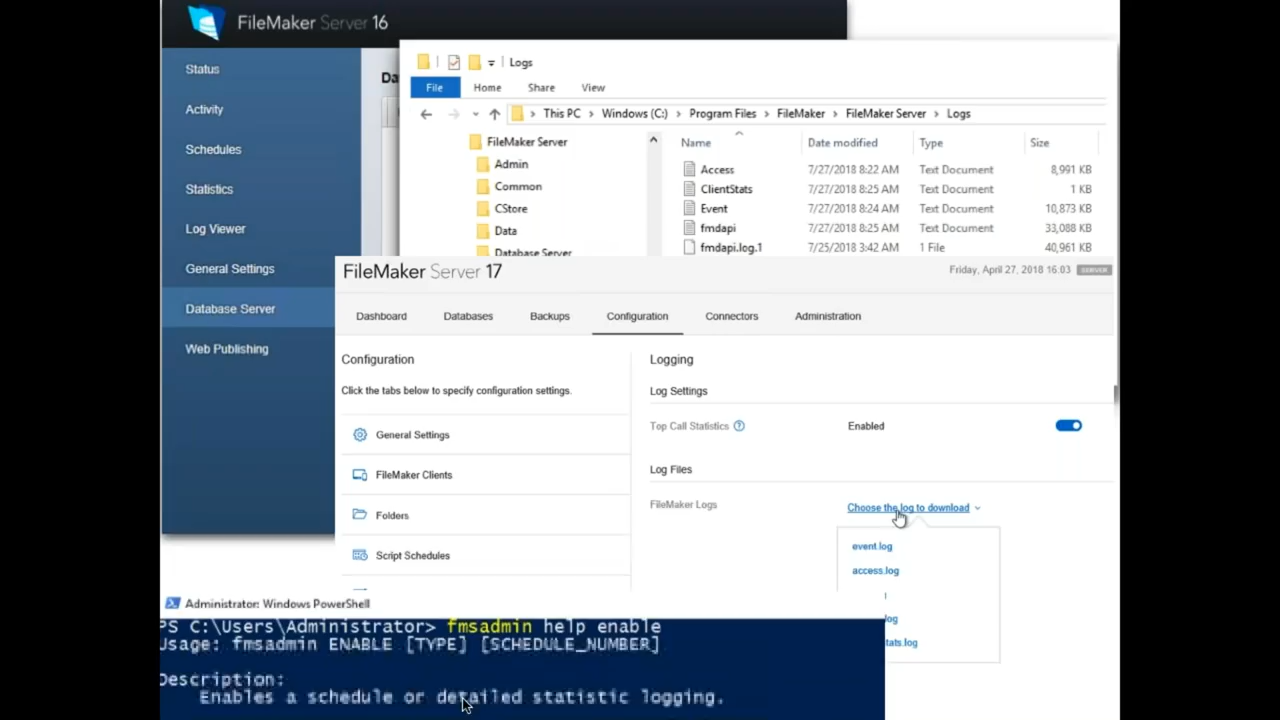 FileMaker Server 16
Status
Activity
Schedules
Statistics
Log Viewer
General Settings
Database Server
Web Publishing
Da
Logs
File Home Share View
This PC > Windows (C:) > Program Files > FileMaker > FileMaker Server > Logs
FileMaker Server
Admin
Common
CStore
Data
Database Server
Name Date modified Type Size
Access 7/27/2018 8:22 AM Text Document 8,991 KB
ClientStats 7/27/2018 8:25 AM Text Document 1 KB
Event 7/27/2018 8:24 AM Text Document 10,873 KB
fmdapi 7/27/2018 8:25 AM Text Document 33,088 KB
fmdapi.log.1 7/25/2018 3:42 AM 1 File 40,961 KB
FileMaker Server 17
Friday, April 27, 2018 16:03 SERVER
Dashboard Databases Backups Configuration Connectors Administration
Configuration
Click the tabs below to specify configuration settings.
General Settings
FileMaker Clients
Folders
Script Schedules
Logging
Log Settings
Top Call Statistics ? Enabled
Log Files
FileMaker Logs Choose the log to download
event.log
access.log
log
tats.log
Administrator: Windows PowerShell
PS C:\Users\Administrator> fmsadmin help enable
Usage: fmsadmin ENABLE [TYPE] [SCHEDULE_NUMBER]
Description:
Enables a schedule or detailed statistic logging.